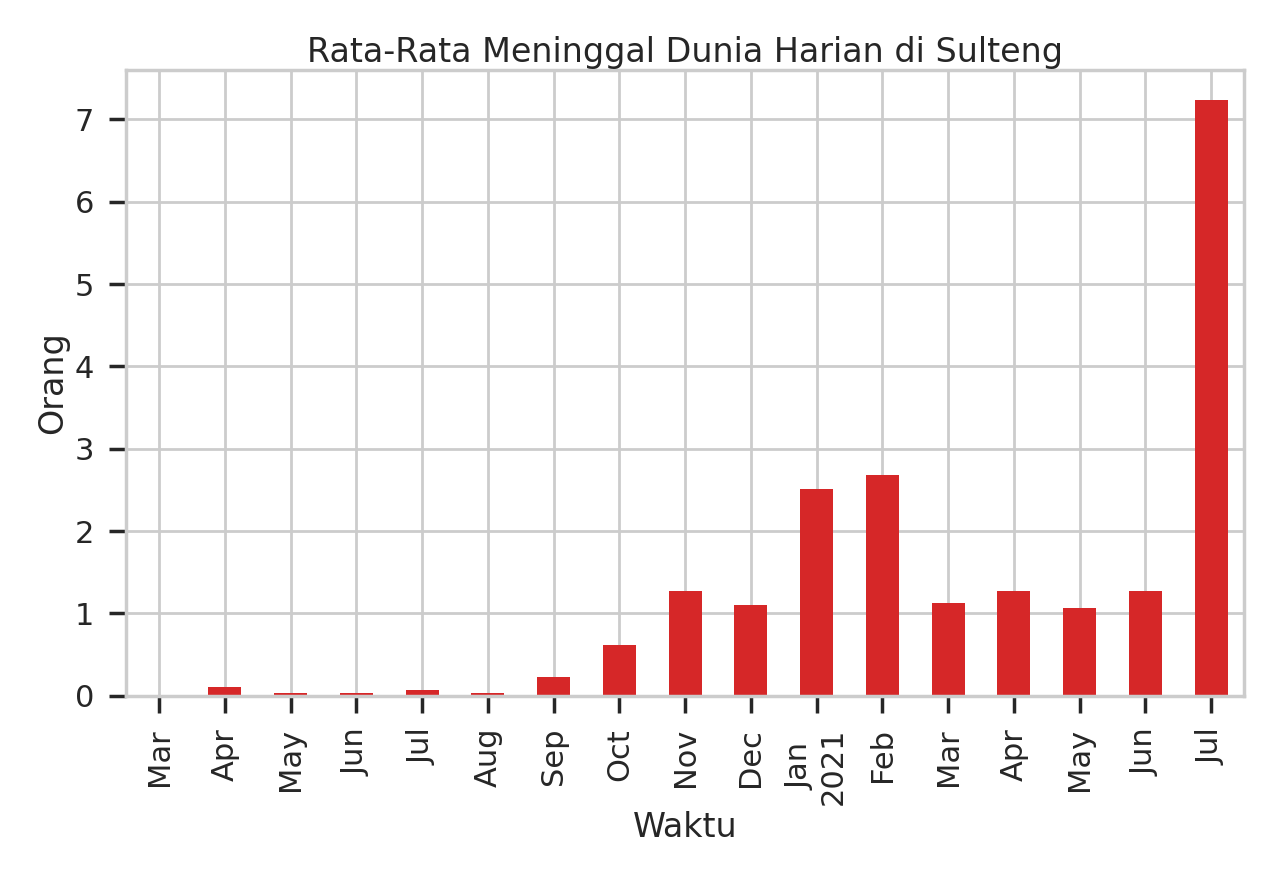 Rata-Rata Meninggal Dunia Harian di Sulteng
Orang
7
6
5
4
3
2
1
0
Mar
Apr
May
Jun
Jul
Aug
Sep
Oct
Nov
Dec
Jan
2021
Feb
Mar
Apr
May
Jun
Jul
Waktu